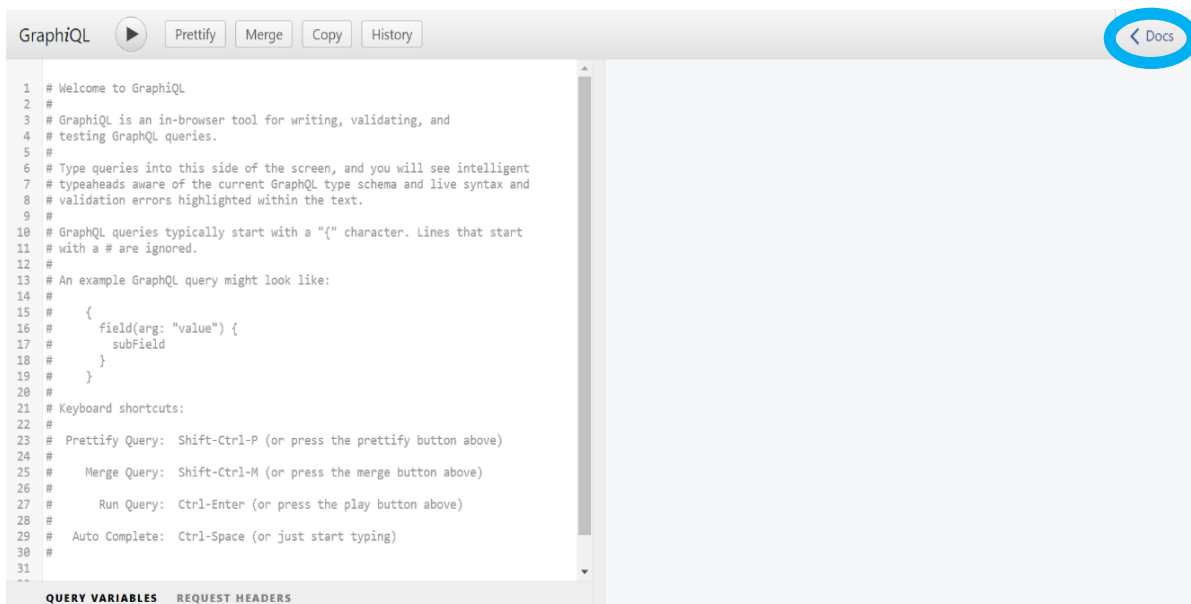 GraphiQL Prettify Merge Copy History Docs
1 # Welcome to GraphiQL
2 #
3 # GraphiQL is an in-browser tool for writing, validating, and
4 # testing GraphQL queries.
5 #
6 # Type queries into this side of the screen, and you will see intelligent
7 # typeaheads aware of the current GraphQL type schema and live syntax and
8 # validation errors highlighted within the text.
9 #
10 # GraphQL queries typically start with a "{" character. Lines that start
11 # with a # are ignored.
12 #
13 # An example GraphQL query might look like:
14 #
15 #     {
16 #       field(arg: "value") {
17 #         subField
18 #       }
19 #     }
20 #
21 # Keyboard shortcuts:
22 #
23 #  Prettify Query:  Shift-Ctrl-P (or press the prettify button above)
24 #
25 #     Merge Query:  Shift-Ctrl-M (or press the merge button above)
26 #
27 #       Run Query:  Ctrl-Enter (or press the play button above)
28 #
29 #   Auto Complete:  Ctrl-Space (or just start typing)
30 #
31
QUERY VARIABLES REQUEST HEADERS